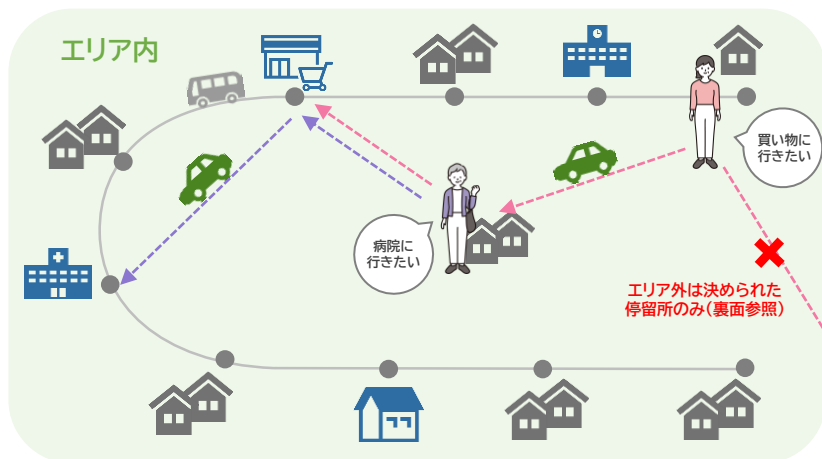 エリア内
買い物に
行きたい
病院に
行きたい
エリア外は決められた
停留所のみ(裏面参照)